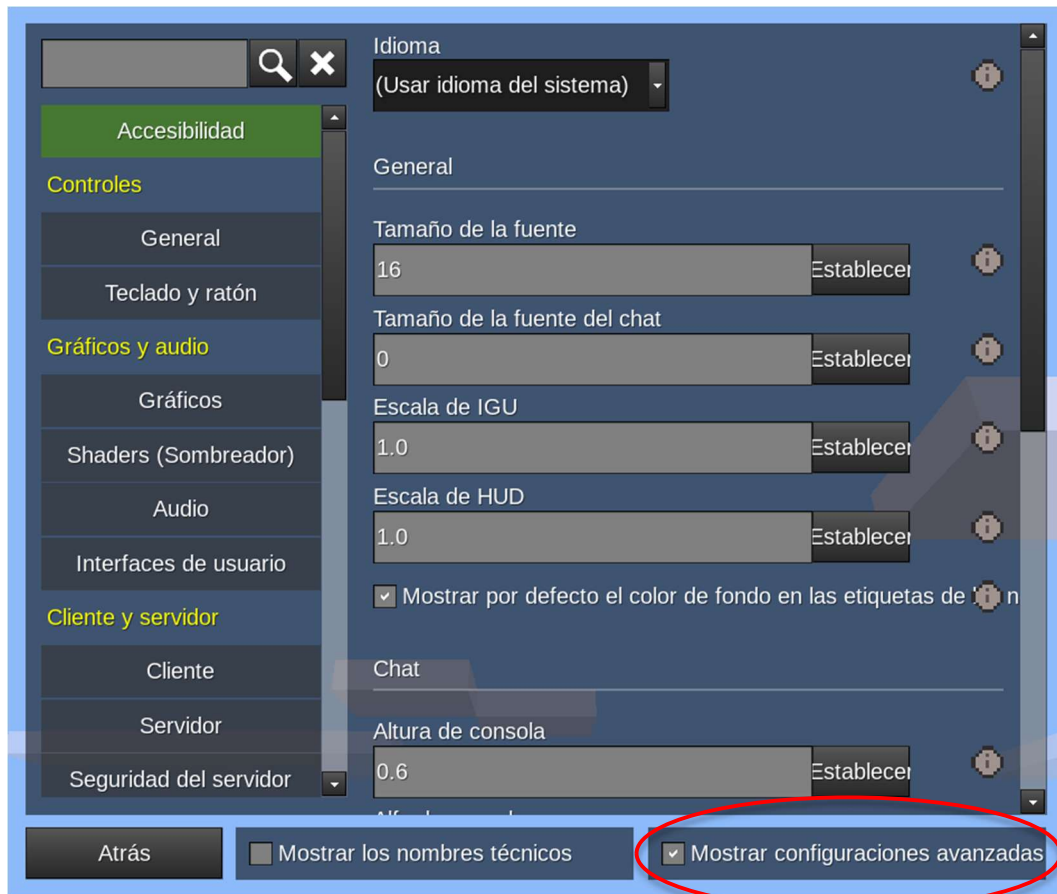 Accesibilidad
Controles
General
Teclado y ratón
Gráficos y audio
Gráficos
Shaders (Sombreador)
Audio
Interfaces de usuario
Cliente y servidor
Cliente
Servidor
Seguridad del servidor
Idioma
(Usar idioma del sistema)
General
Tamaño de la fuente
16 Establecer
Tamaño de la fuente del chat
0 Establecer
Escala de IGU
1.0 Establecer
Escala de HUD
1.0 Establecer
Mostrar por defecto el color de fondo en las etiquetas de
Chat
Altura de consola
0.6 Establecer
Atrás
Mostrar los nombres técnicos
Mostrar configuraciones avanzadas